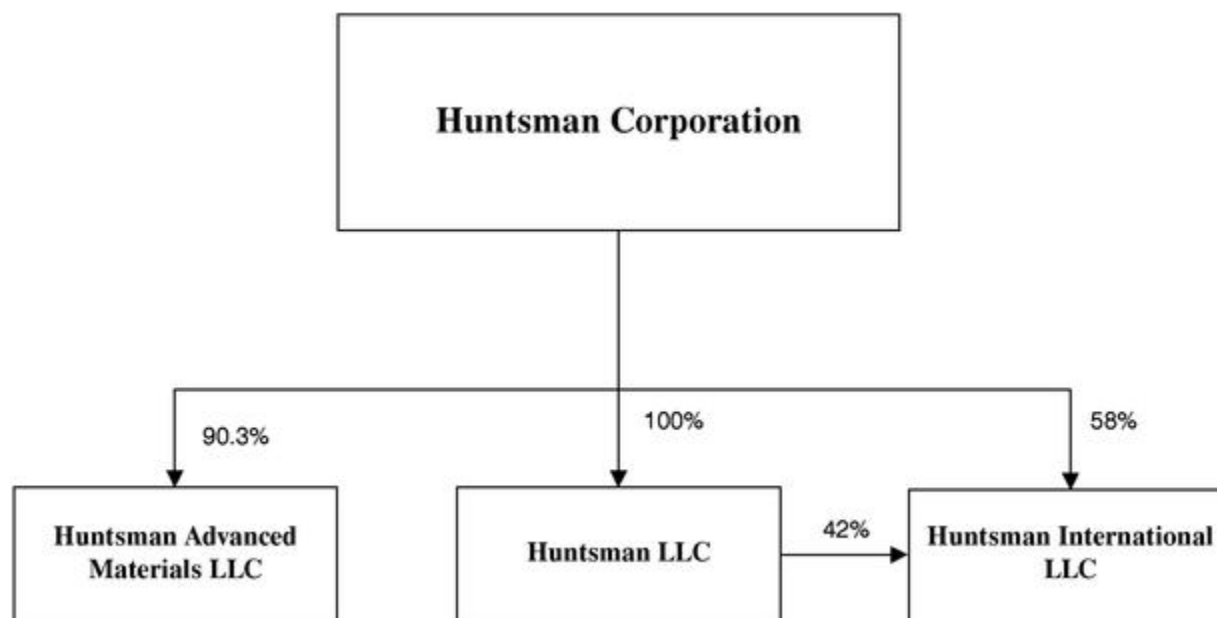 Huntsman Corporation
90.3%
100%
58%
Huntsman Advanced
Materials LLC
Huntsman LLC
42%
Huntsman International
LLC